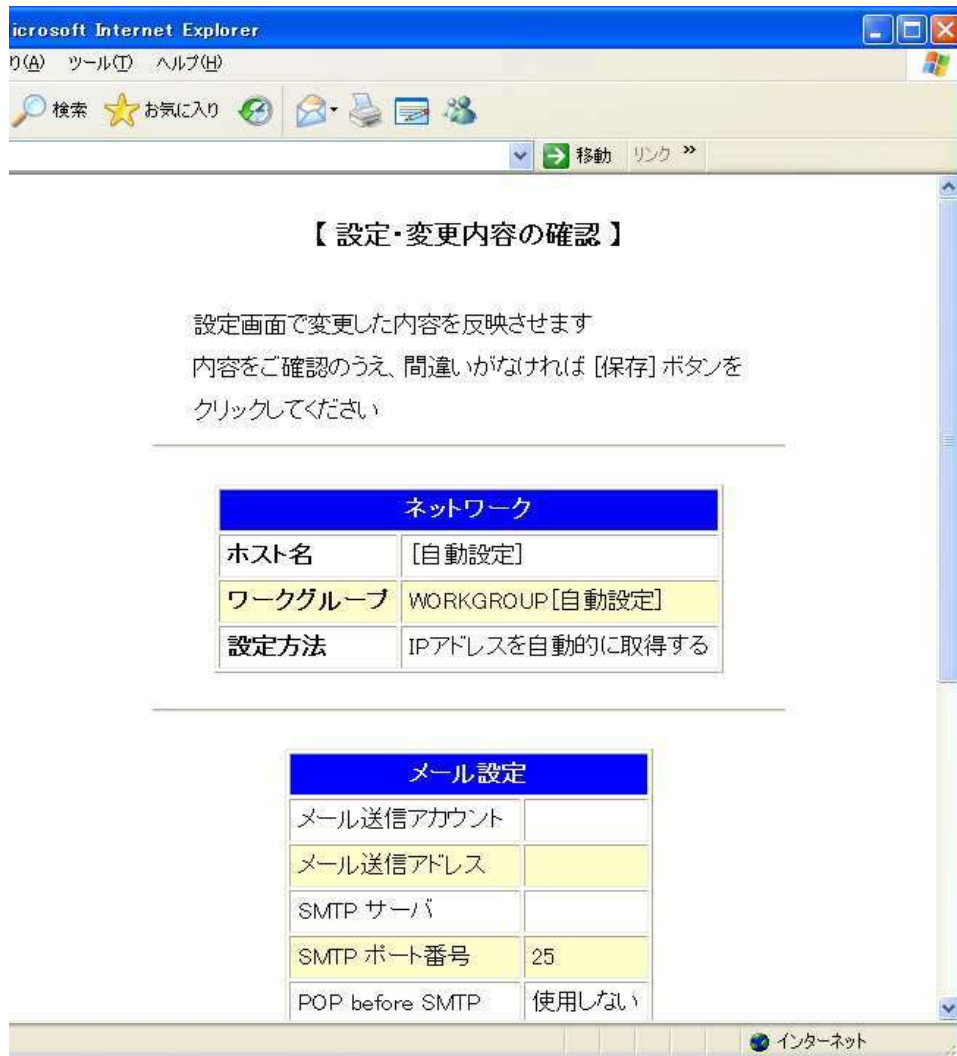 icrosoft Internet Explorer
り(A) ツール(T) ヘルプ(H)
検索 お気に入り
移動 リンク »
【 設定・変更内容の確認 】
設定画面で変更した内容を反映させます
内容をご確認のうえ、間違いがなければ [保存] ボタンを
クリックしてください
ネットワーク
ホスト名 [自動設定]
ワークグループ WORKGROUP[自動設定]
設定方法 IPアドレスを自動的に取得する
メール設定
メール送信アカウント
メール送信アドレス
SMTP サーバ
SMTP ポート番号 25
POP before SMTP 使用しない
インターネット